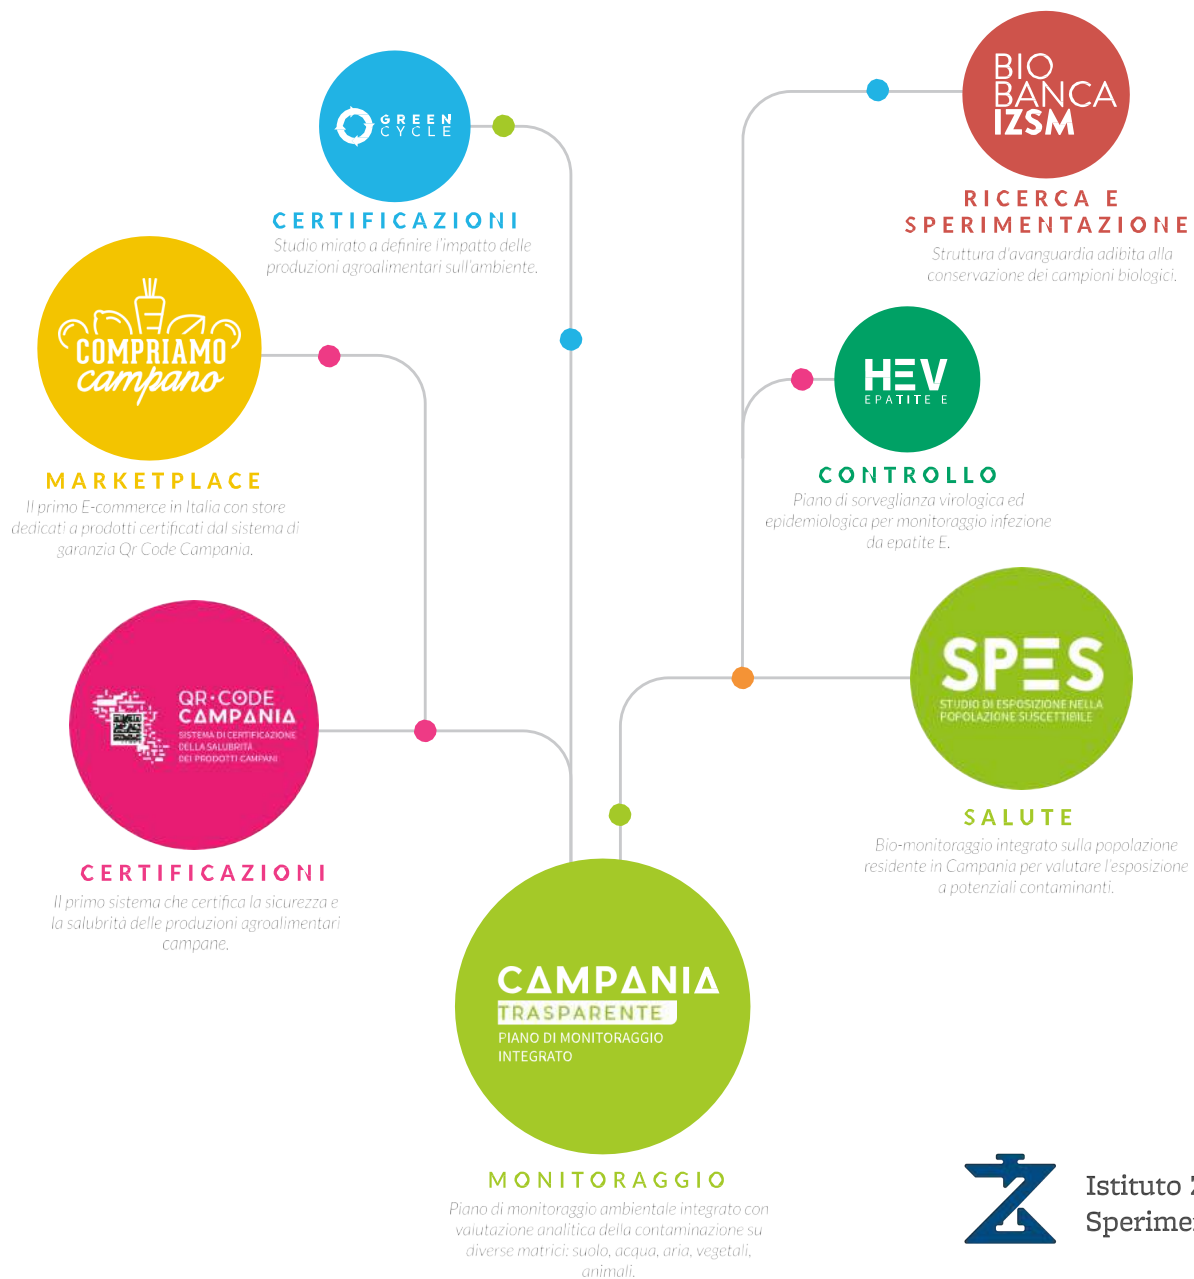 GREEN
CYCLE
CERTIFICAZIONI
Studio mirato a definire l'impatto delle
produzioni agroalimentari sull'ambiente.
BIO
BANCA
IZSM
RICERCA E
SPERIMENTAZIONE
Struttura d'avanguardia adibita alla
conservazione dei campioni biologici.
COMPRIAMO
campano
MARKETPLACE
Il primo E-commerce in Italia con store
dedicati a prodotti certificati dal sistema di
garanzia Qr Code Campania.
HEV
EPATITE E
CONTROLLO
Piano di sorveglianza virologica ed
epidemiologica per monitoraggio infezione
da epatite E.
QR·CODE
CAMPANIA
SISTEMA DI CERTIFICAZIONE
DELLA SALUBRITÀ
DEI PRODOTTI CAMPANI
CERTIFICAZIONI
Il primo sistema che certifica la sicurezza e
la salubrità delle produzioni agroalimentari
campane.
SPES
STUDIO DI ESPOSIZIONE NELLA
POPOLAZIONE SUSCETTIBILE
SALUTE
Bio-monitoraggio integrato sulla popolazione
residente in Campania per valutare l'esposizione
a potenziali contaminanti.
CAMPANIA
TRASPARENTE
PIANO DI MONITORAGGIO
INTEGRATO
MONITORAGGIO
Piano di monitoraggio ambientale integrato con
valutazione analitica della contaminazione su
diverse matrici: suolo, acqua, aria, vegetali,
animali.
Istituto
Sperime